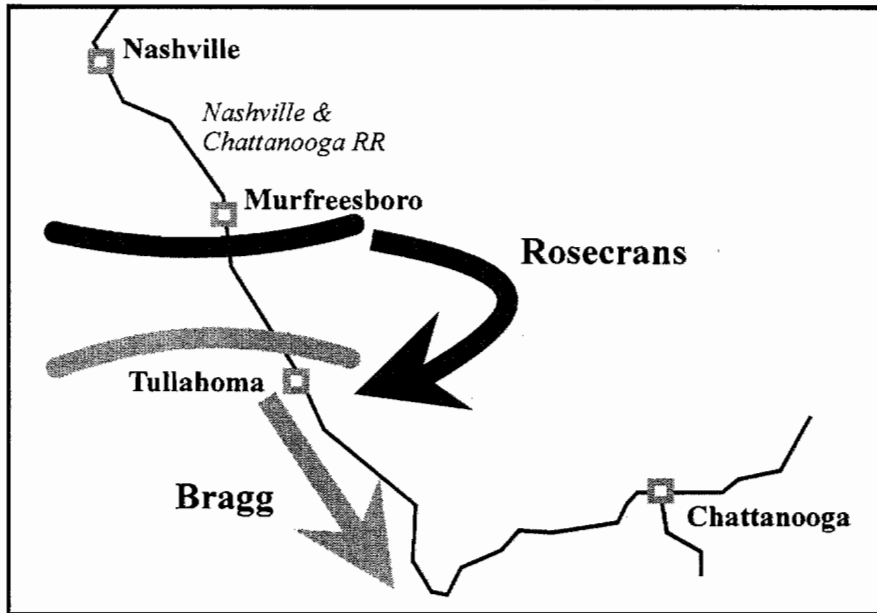 Nashville
Nashville &
Chattanooga RR
Murfreesboro
Rosecrans
Tullahoma
Bragg
Chattanooga